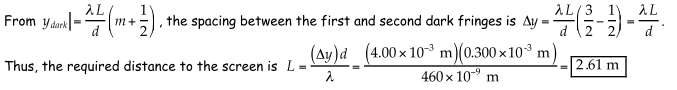 From y_dark| = λL/d (m + 1/2), the spacing between the first and second dark fringes is Δy = λL/d (3/2 − 1/2) = λL/d.
Thus, the required distance to the screen is L = (Δy)d/λ = (4.00×10⁻³ m)(0.300×10⁻³ m)/460×10⁻⁹ m = 2.61 m